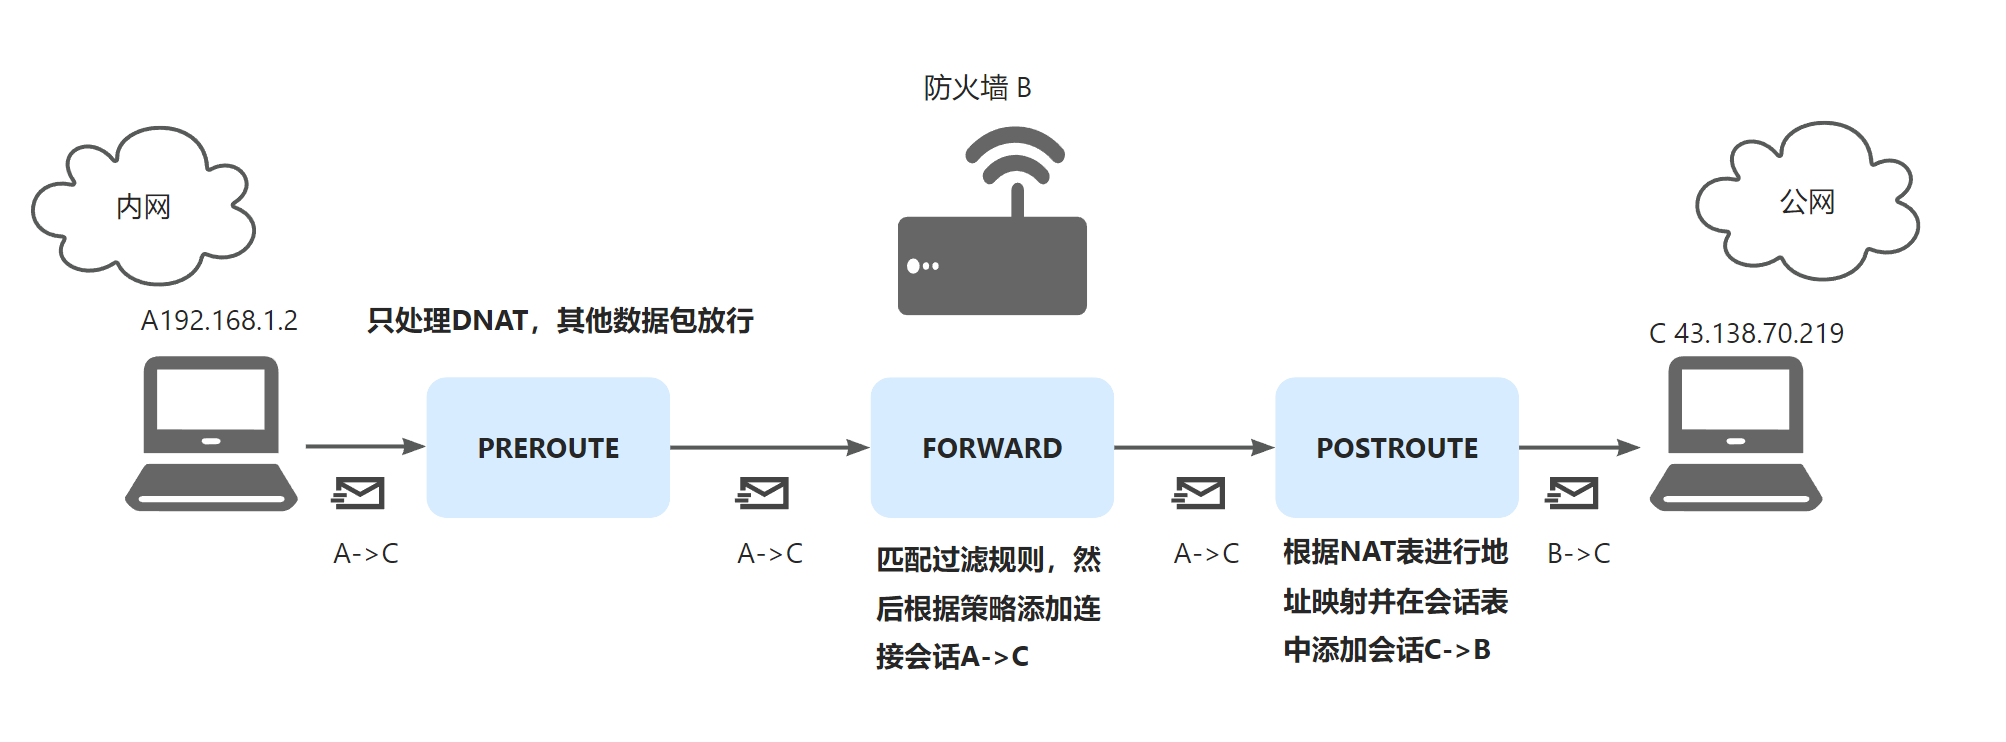 防火墙 B
内网
公网
A192.168.1.2
只处理DNAT，其他数据包放行
C 43.138.70.219
PREROUTE
FORWARD
POSTROUTE
A->C
A->C
A->C
B->C
匹配过滤规则，然
后根据策略添加连
接会话A->C
根据NAT表进行地
址映射并在会话表
中添加会话C->B